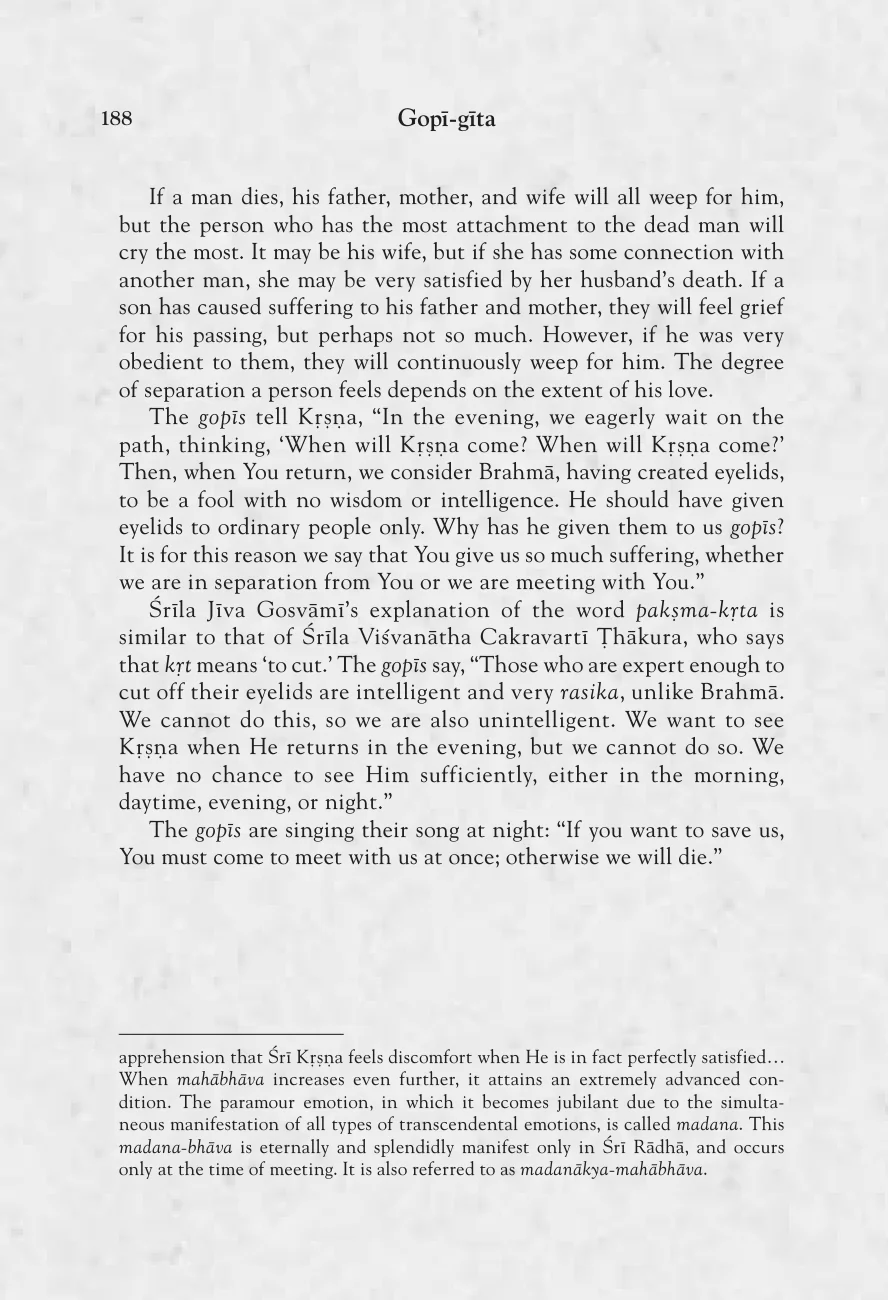 188
Gopī-gīta
If a man dies, his father, mother, and wife will all weep for him,
but the person who has the most attachment to the dead man will
cry the most. It may be his wife, but if she has some connection with
another man, she may be very satisfied by her husband’s death. If a
son has caused suffering to his father and mother, they will feel grief
for his passing, but perhaps not so much. However, if he was very
obedient to them, they will continuously weep for him. The degree
of separation a person feels depends on the extent of his love.
The gopīs tell Kṛṣṇa, “In the evening, we eagerly wait on the
path, thinking, ‘When will Kṛṣṇa come? When will Kṛṣṇa come?’
Then, when You return, we consider Brahmā, having created eyelids,
to be a fool with no wisdom or intelligence. He should have given
eyelids to ordinary people only. Why has he given them to us gopīs?
It is for this reason we say that You give us so much suffering, whether
we are in separation from You or we are meeting with You.”
Śrīla Jīva Gosvāmī’s explanation of the word pakṣma-kṛta is
similar to that of Śrīla Viśvanātha Cakravartī Ṭhākura, who says
that kṛt means ‘to cut.’ The gopīs say, “Those who are expert enough to
cut off their eyelids are intelligent and very rasika, unlike Brahmā.
We cannot do this, so we are also unintelligent. We want to see
Kṛṣṇa when He returns in the evening, but we cannot do so. We
have no chance to see Him sufficiently, either in the morning,
daytime, evening, or night.”
The gopīs are singing their song at night: “If you want to save us,
You must come to meet with us at once; otherwise we will die.”
apprehension that Śrī Kṛṣṇa feels discomfort when He is in fact perfectly satisfied…
When mahābhāva increases even further, it attains an extremely advanced con-
dition. The paramour emotion, in which it becomes jubilant due to the simulta-
neous manifestation of all types of transcendental emotions, is called madana. This
madana-bhāva is eternally and splendidly manifest only in Śrī Rādhā, and occurs
only at the time of meeting. It is also referred to as madanākya-mahābhāva.